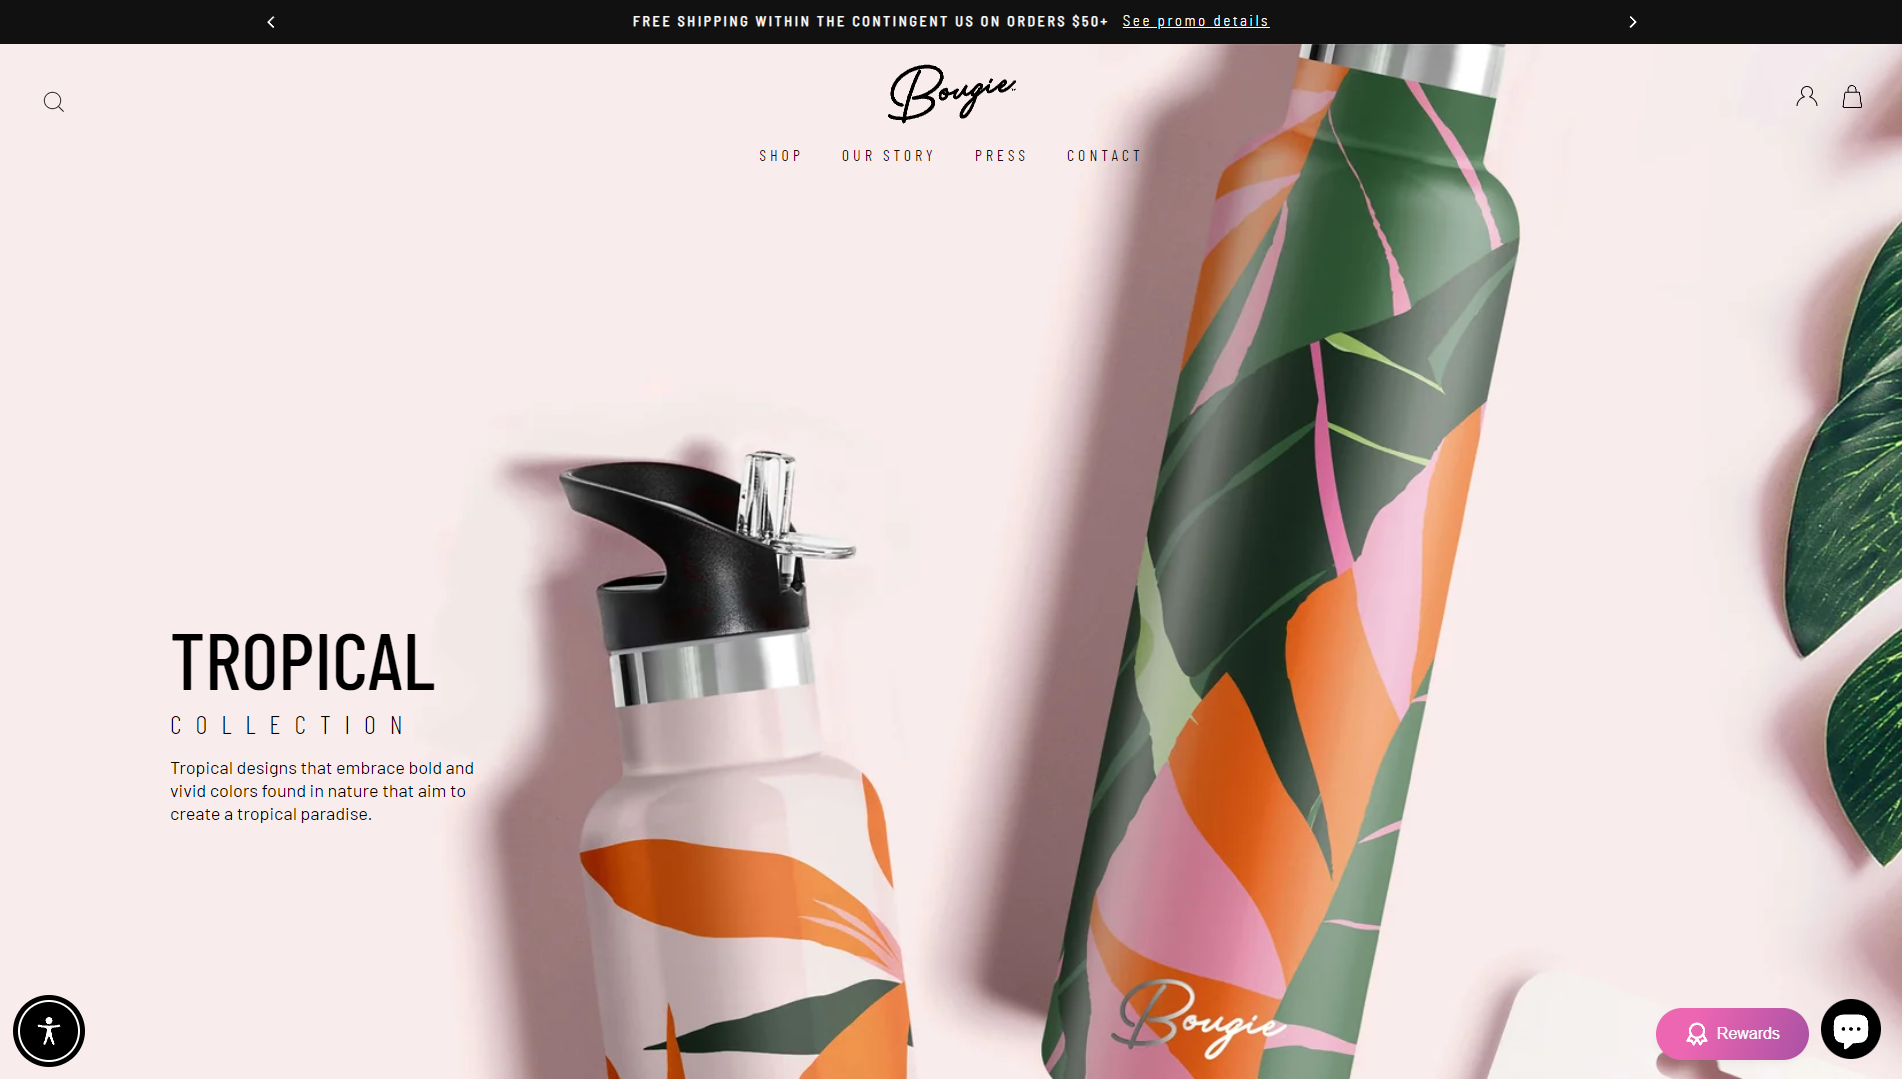 FREE SHIPPING WITHIN THE CONTINGENT US ON ORDERS $50+ See promo details
Bougie
SHOP OUR STORY PRESS CONTACT
TROPICAL
COLLECTION
Tropical designs that embrace bold and
vivid colors found in nature that aim to
create a tropical paradise.
Bougie
Rewards